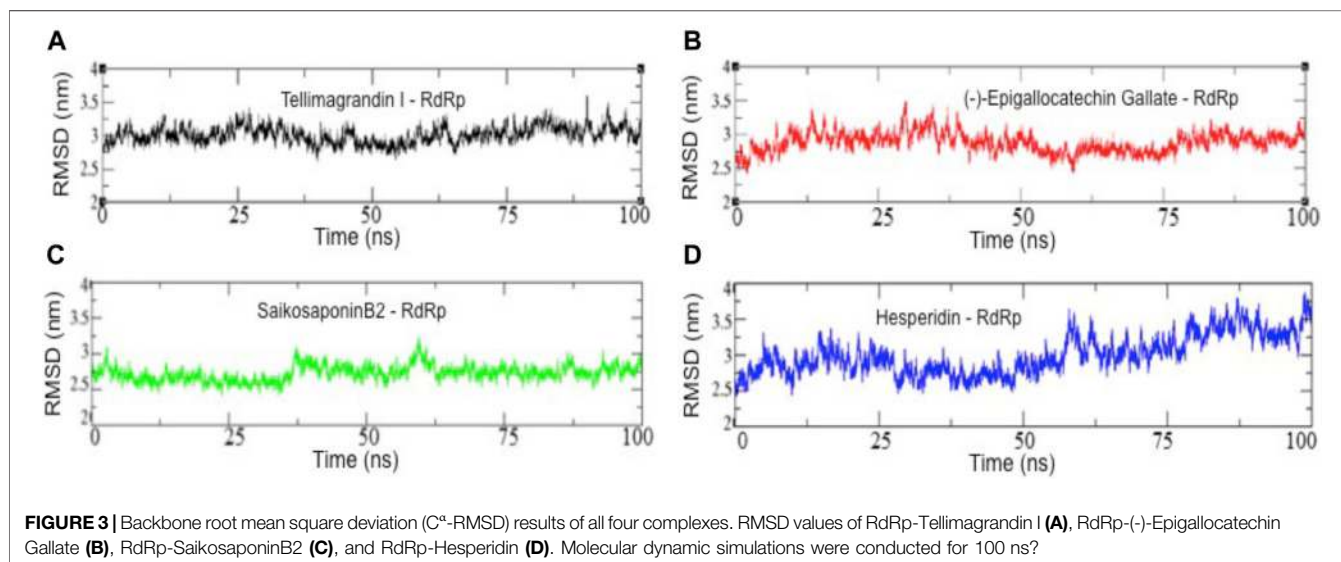 A
4
3.5
3
2.5
2
RMSD (nm)
Tellimagrandin I - RdRp
0 25 50 75 100
Time (ns)
B
4
3.5
3
2.5
2
RMSD (nm)
(-)-Epigallocatechin Gallate - RdRp
0 25 50 75 100
Time (ns)
C
4
3.5
3
2.5
2
RMSD (nm)
SaikosaponinB2 - RdRp
0 25 50 75 100
Time (ns)
D
4
3.5
3
2.5
2
RMSD (nm)
Hesperidin - RdRp
0 25 50 75 100
Time (ns)
FIGURE 3 | Backbone root mean square deviation (Cᵅ-RMSD) results of all four complexes. RMSD values of RdRp-Tellimagrandin I (A), RdRp-(-)-Epigallocatechin
Gallate (B), RdRp-SaikosaponinB2 (C), and RdRp-Hesperidin (D). Molecular dynamic simulations were conducted for 100 ns?